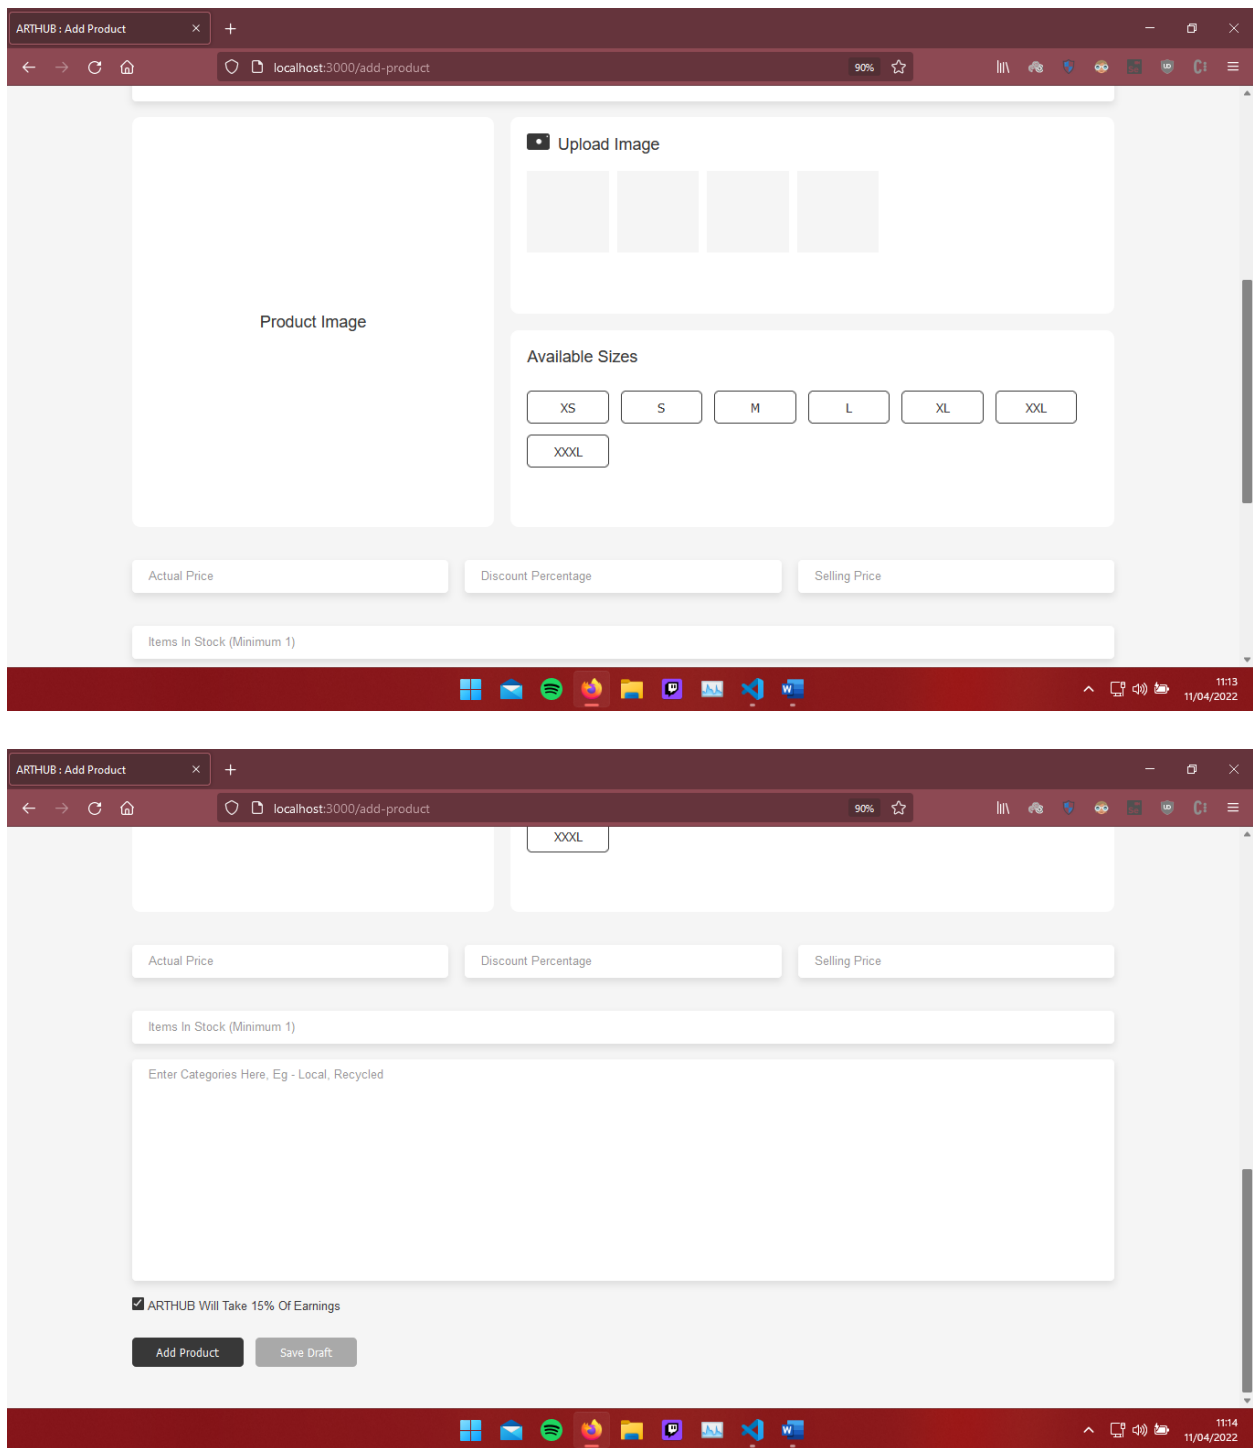 ARTHUB : Add Product
localhost:3000/add-product
90%
Upload Image
Product Image
Available Sizes
XS S M L XL XXL
XXXL
Actual Price Discount Percentage Selling Price
Items In Stock (Minimum 1)
11:13
11/04/2022
ARTHUB : Add Product
localhost:3000/add-product
90%
XXXL
Actual Price Discount Percentage Selling Price
Items In Stock (Minimum 1)
Enter Categories Here, Eg - Local, Recycled
ARTHUB Will Take 15% Of Earnings
Add Product Save Draft
11:14
11/04/2022